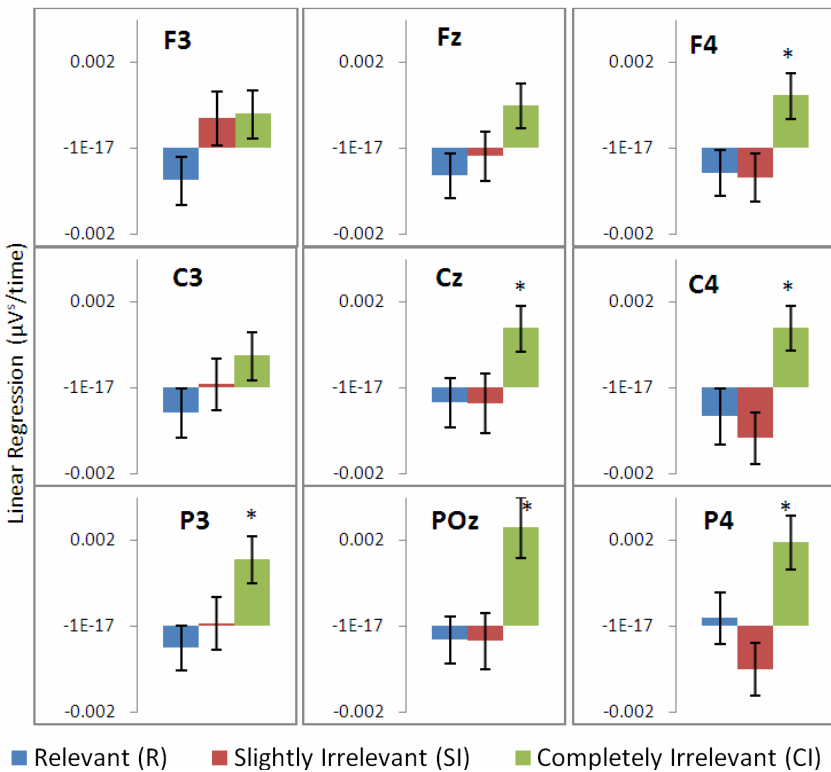 F3
0.002
-1E-17
-0.002
Fz
0.002
-1E-17
-0.002
F4
*
0.002
-1E-17
-0.002
C3
0.002
-1E-17
-0.002
Cz
*
0.002
-1E-17
-0.002
C4
*
0.002
-1E-17
-0.002
P3
*
0.002
-1E-17
-0.002
POz
*
0.002
-1E-17
-0.002
P4
*
0.002
-1E-17
-0.002
Linear Regression (µVˢ/time)
Relevant (R) Slightly Irrelevant (SI) Completely Irrelevant (CI)